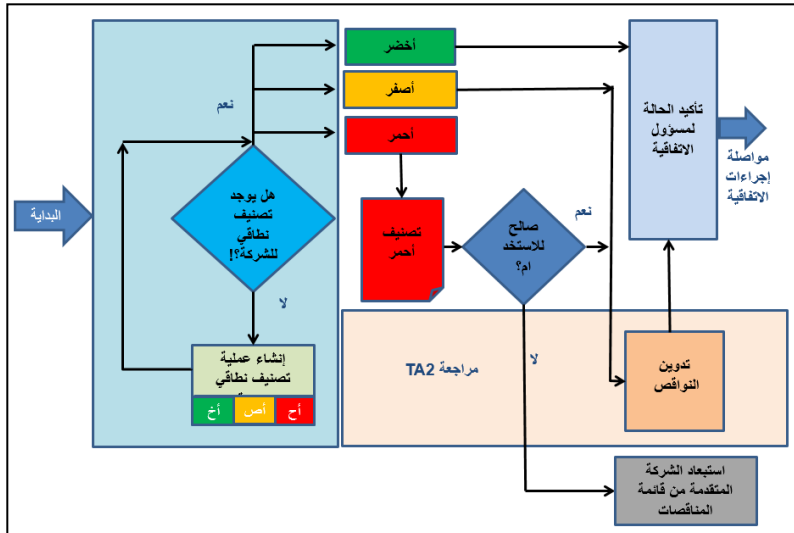 البداية
نعم
هل يوجد
تصنيف
نطاقي
للشركة؟!
لا
إنشاء عملية
تصنيف نطاقي
أخ
أص
أح
أخضر
أصفر
أحمر
تصنيف
أحمر
صالح
للاستخد
ام؟
نعم
لا
مراجعة TA2
تدوين
النواقص
تأكيد الحالة
لمسؤول
الاتفاقية
مواصلة
إجراءات
الاتفاقية
استبعاد الشركة
المتقدمة من قائمة
المناقصات